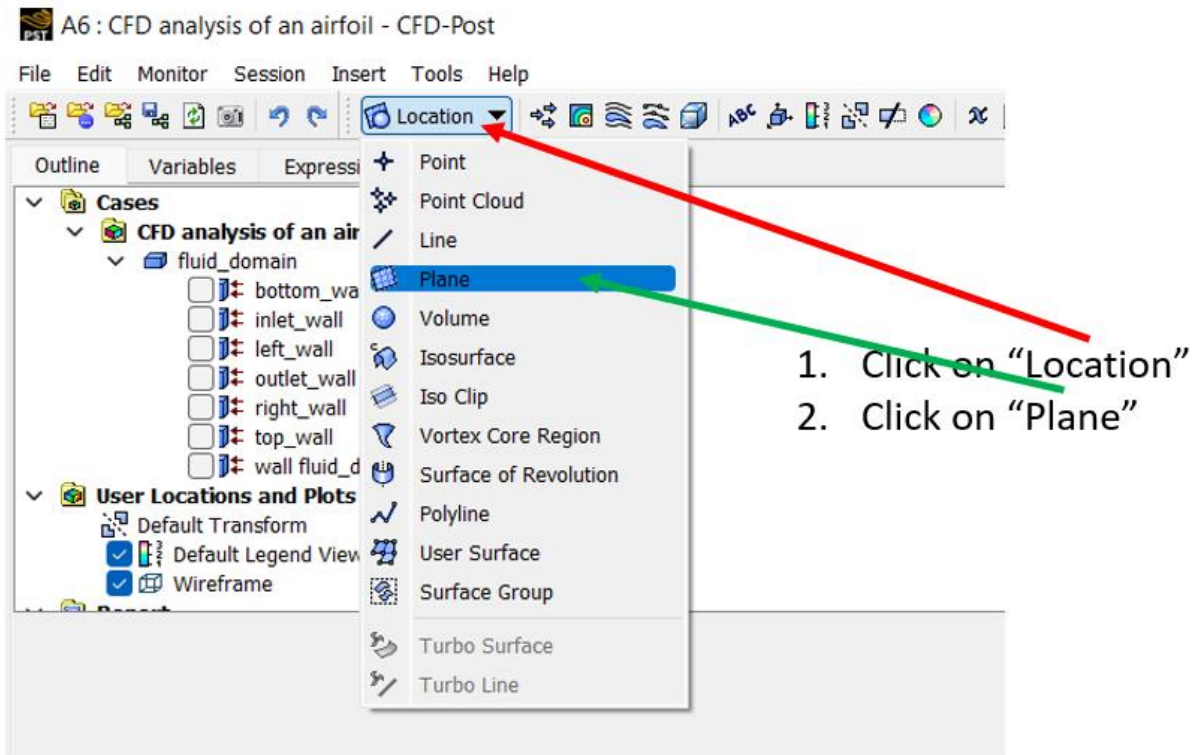 PST A6 : CFD analysis of an airfoil - CFD-Post
File Edit Monitor Session Insert Tools Help
Location ABC
Outline Variables Expressi
Cases
CFD analysis of an air
fluid_domain
bottom_wa
inlet_wall
left_wall
outlet_wall
right_wall
top_wall
wall fluid_d
User Locations and Plots
Default Transform
Default Legend View
Wireframe
Report
Point
Point Cloud
Line
Plane
Volume
Isosurface
Iso Clip
Vortex Core Region
Surface of Revolution
Polyline
User Surface
Surface Group
Turbo Surface
Turbo Line
1. Click on “Location”
2. Click on “Plane”